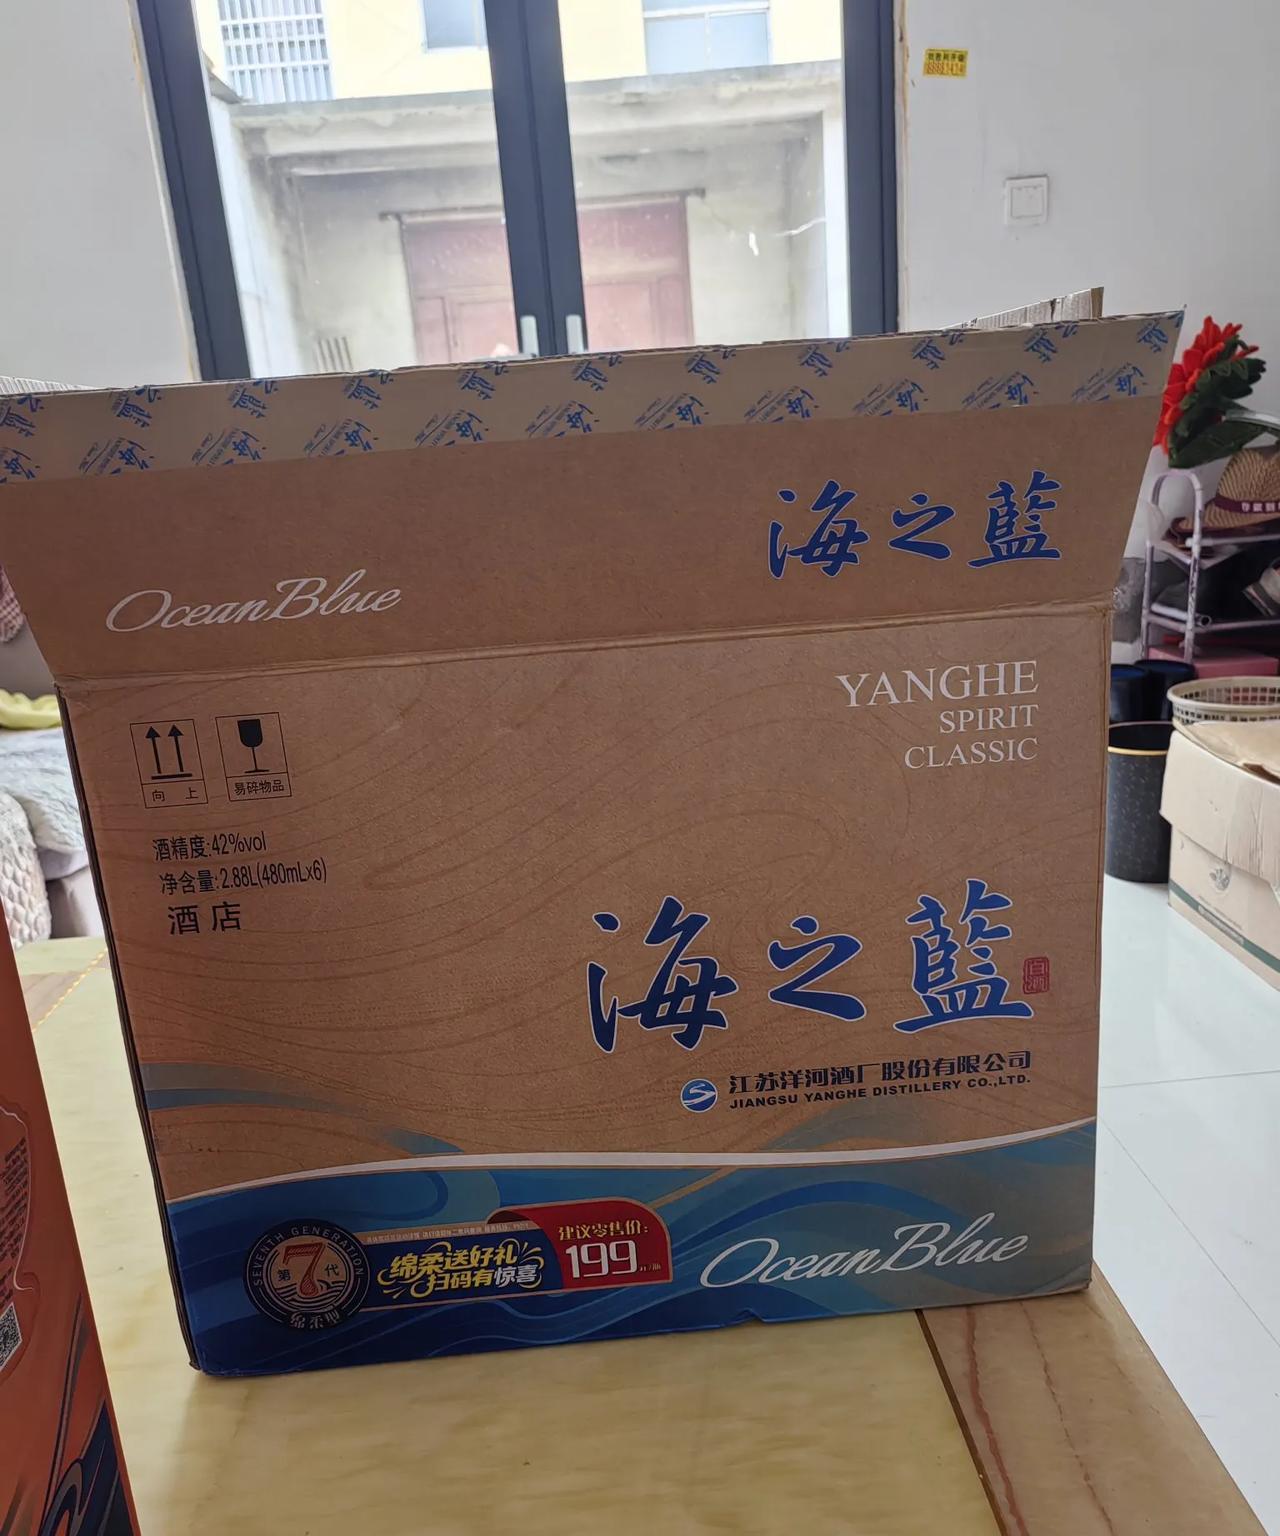 海之藍
OceanBlue
YANGHE
SPIRIT
CLASSIC
向 上
易碎物品
酒精度:42%vol
净含量:2.88L(480mLx6)
酒店
海之藍
江苏洋河酒厂股份有限公司
JIANGSU YANGHE DISTILLERY CO.,LTD.
SEVENTH GENERATION
第7代
绵柔型
绵柔送好礼
扫码有惊喜
建议零售价:
199
OceanBlue